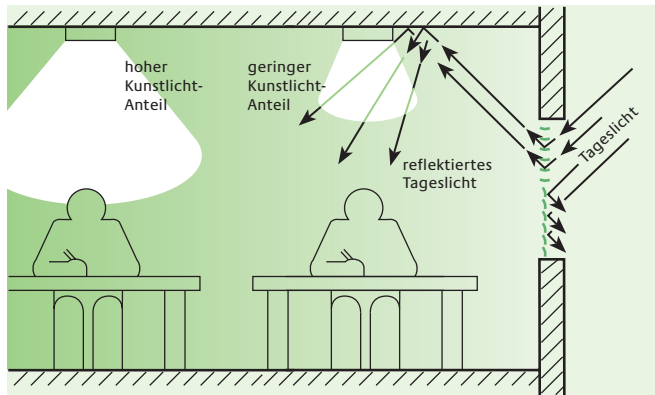 hoher
Kunstlicht-
Anteil
geringer
Kunstlicht-
Anteil
reflektiertes
Tageslicht
Tageslicht